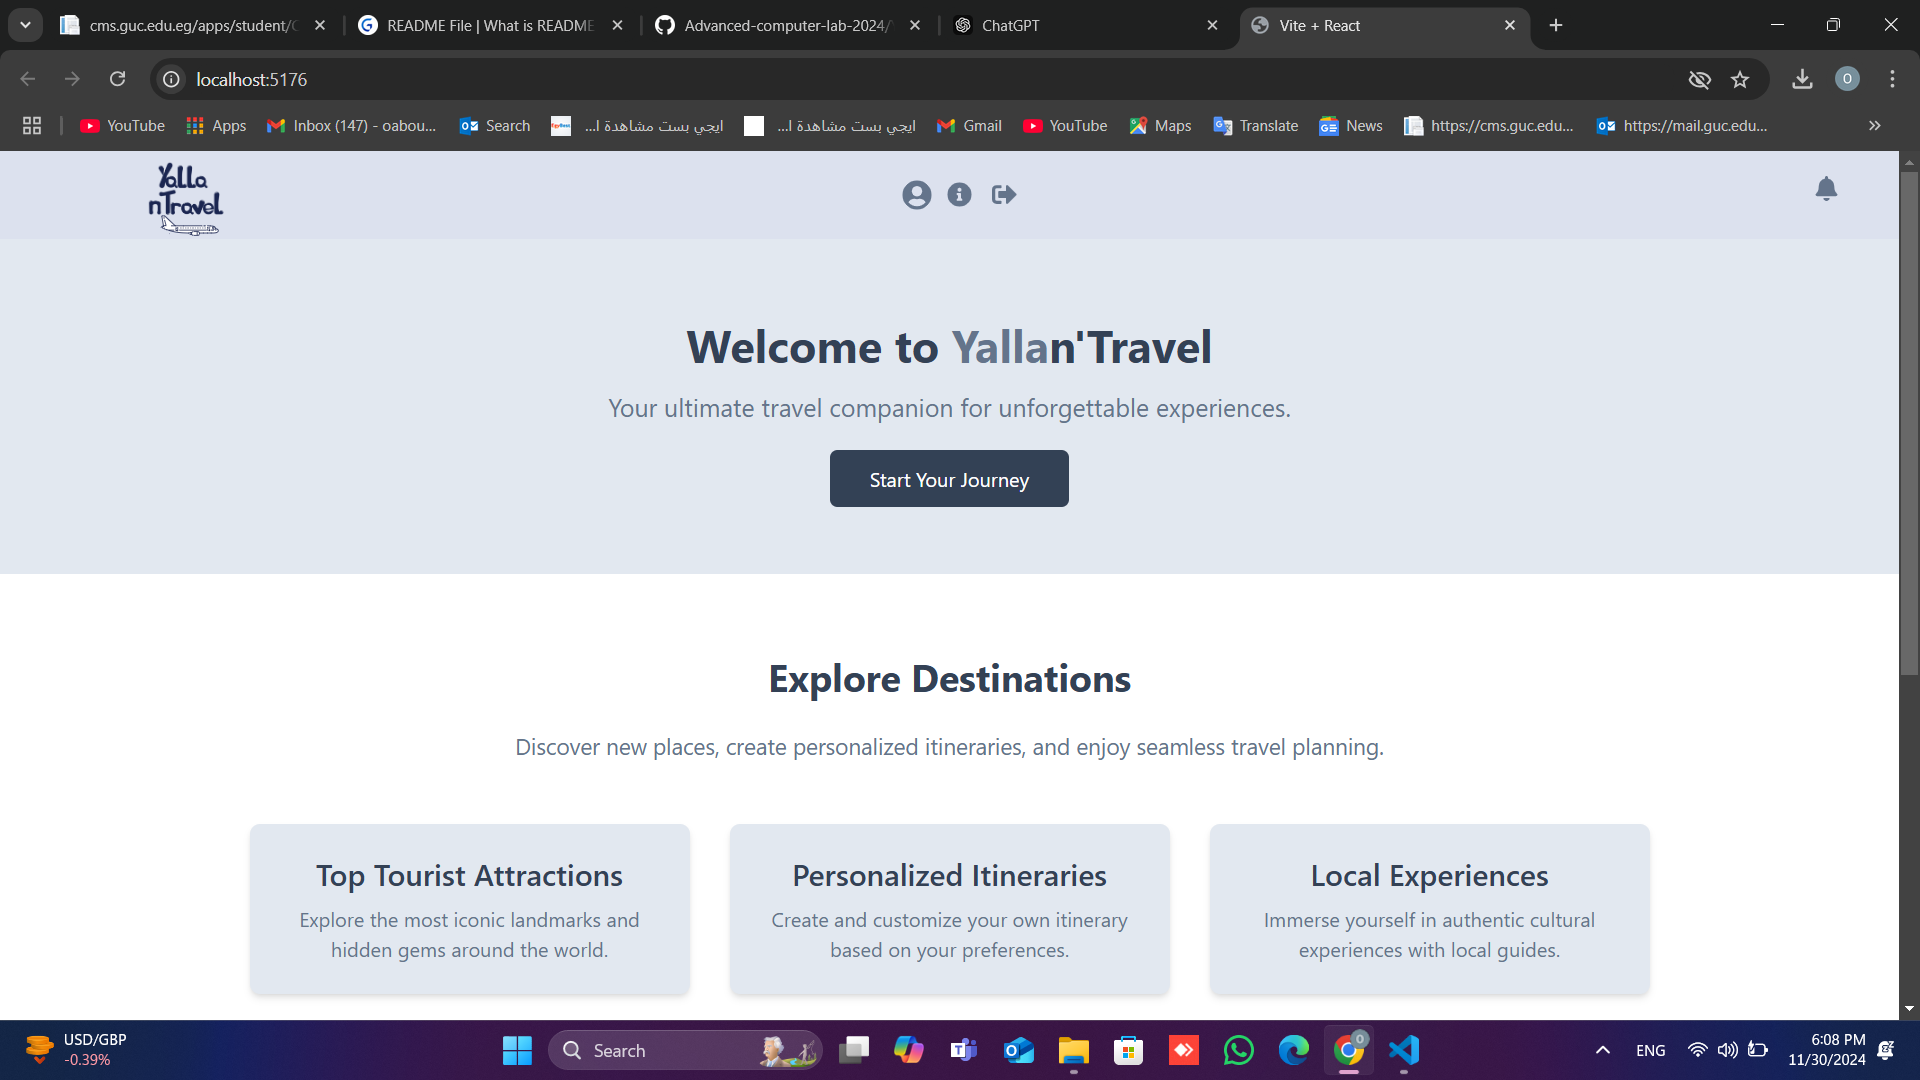 cms.guc.edu.eg/apps/student/C
README File | What is README
Advanced-computer-lab-2024/
ChatGPT
Vite + React
localhost:5176
O
YouTube
Apps
Inbox (147) - oabou...
Search
ايجي بست مشاهدة ا...
ايجي بست مشاهدة ا...
Gmail
YouTube
Maps
Translate
News
https://cms.guc.edu...
https://mail.guc.edu...
Yalla
nTravel
Welcome to Yallan'Travel
Your ultimate travel companion for unforgettable experiences.
Start Your Journey
Explore Destinations
Discover new places, create personalized itineraries, and enjoy seamless travel planning.
Top Tourist Attractions
Explore the most iconic landmarks and
hidden gems around the world.
Personalized Itineraries
Create and customize your own itinerary
based on your preferences.
Local Experiences
Immerse yourself in authentic cultural
experiences with local guides.
USD/GBP
-0.39%
Search
ENG
6:08 PM
11/30/2024